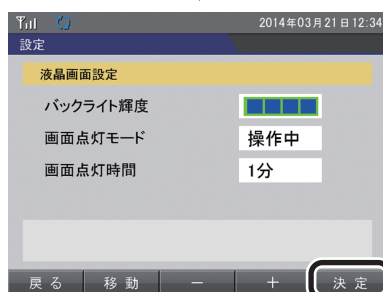 2014年03月21日12:34
設定
液晶画面設定
バックライト輝度
画面点灯モード 操作中
画面点灯時間 1分
戻る 移動 － ＋ 決定